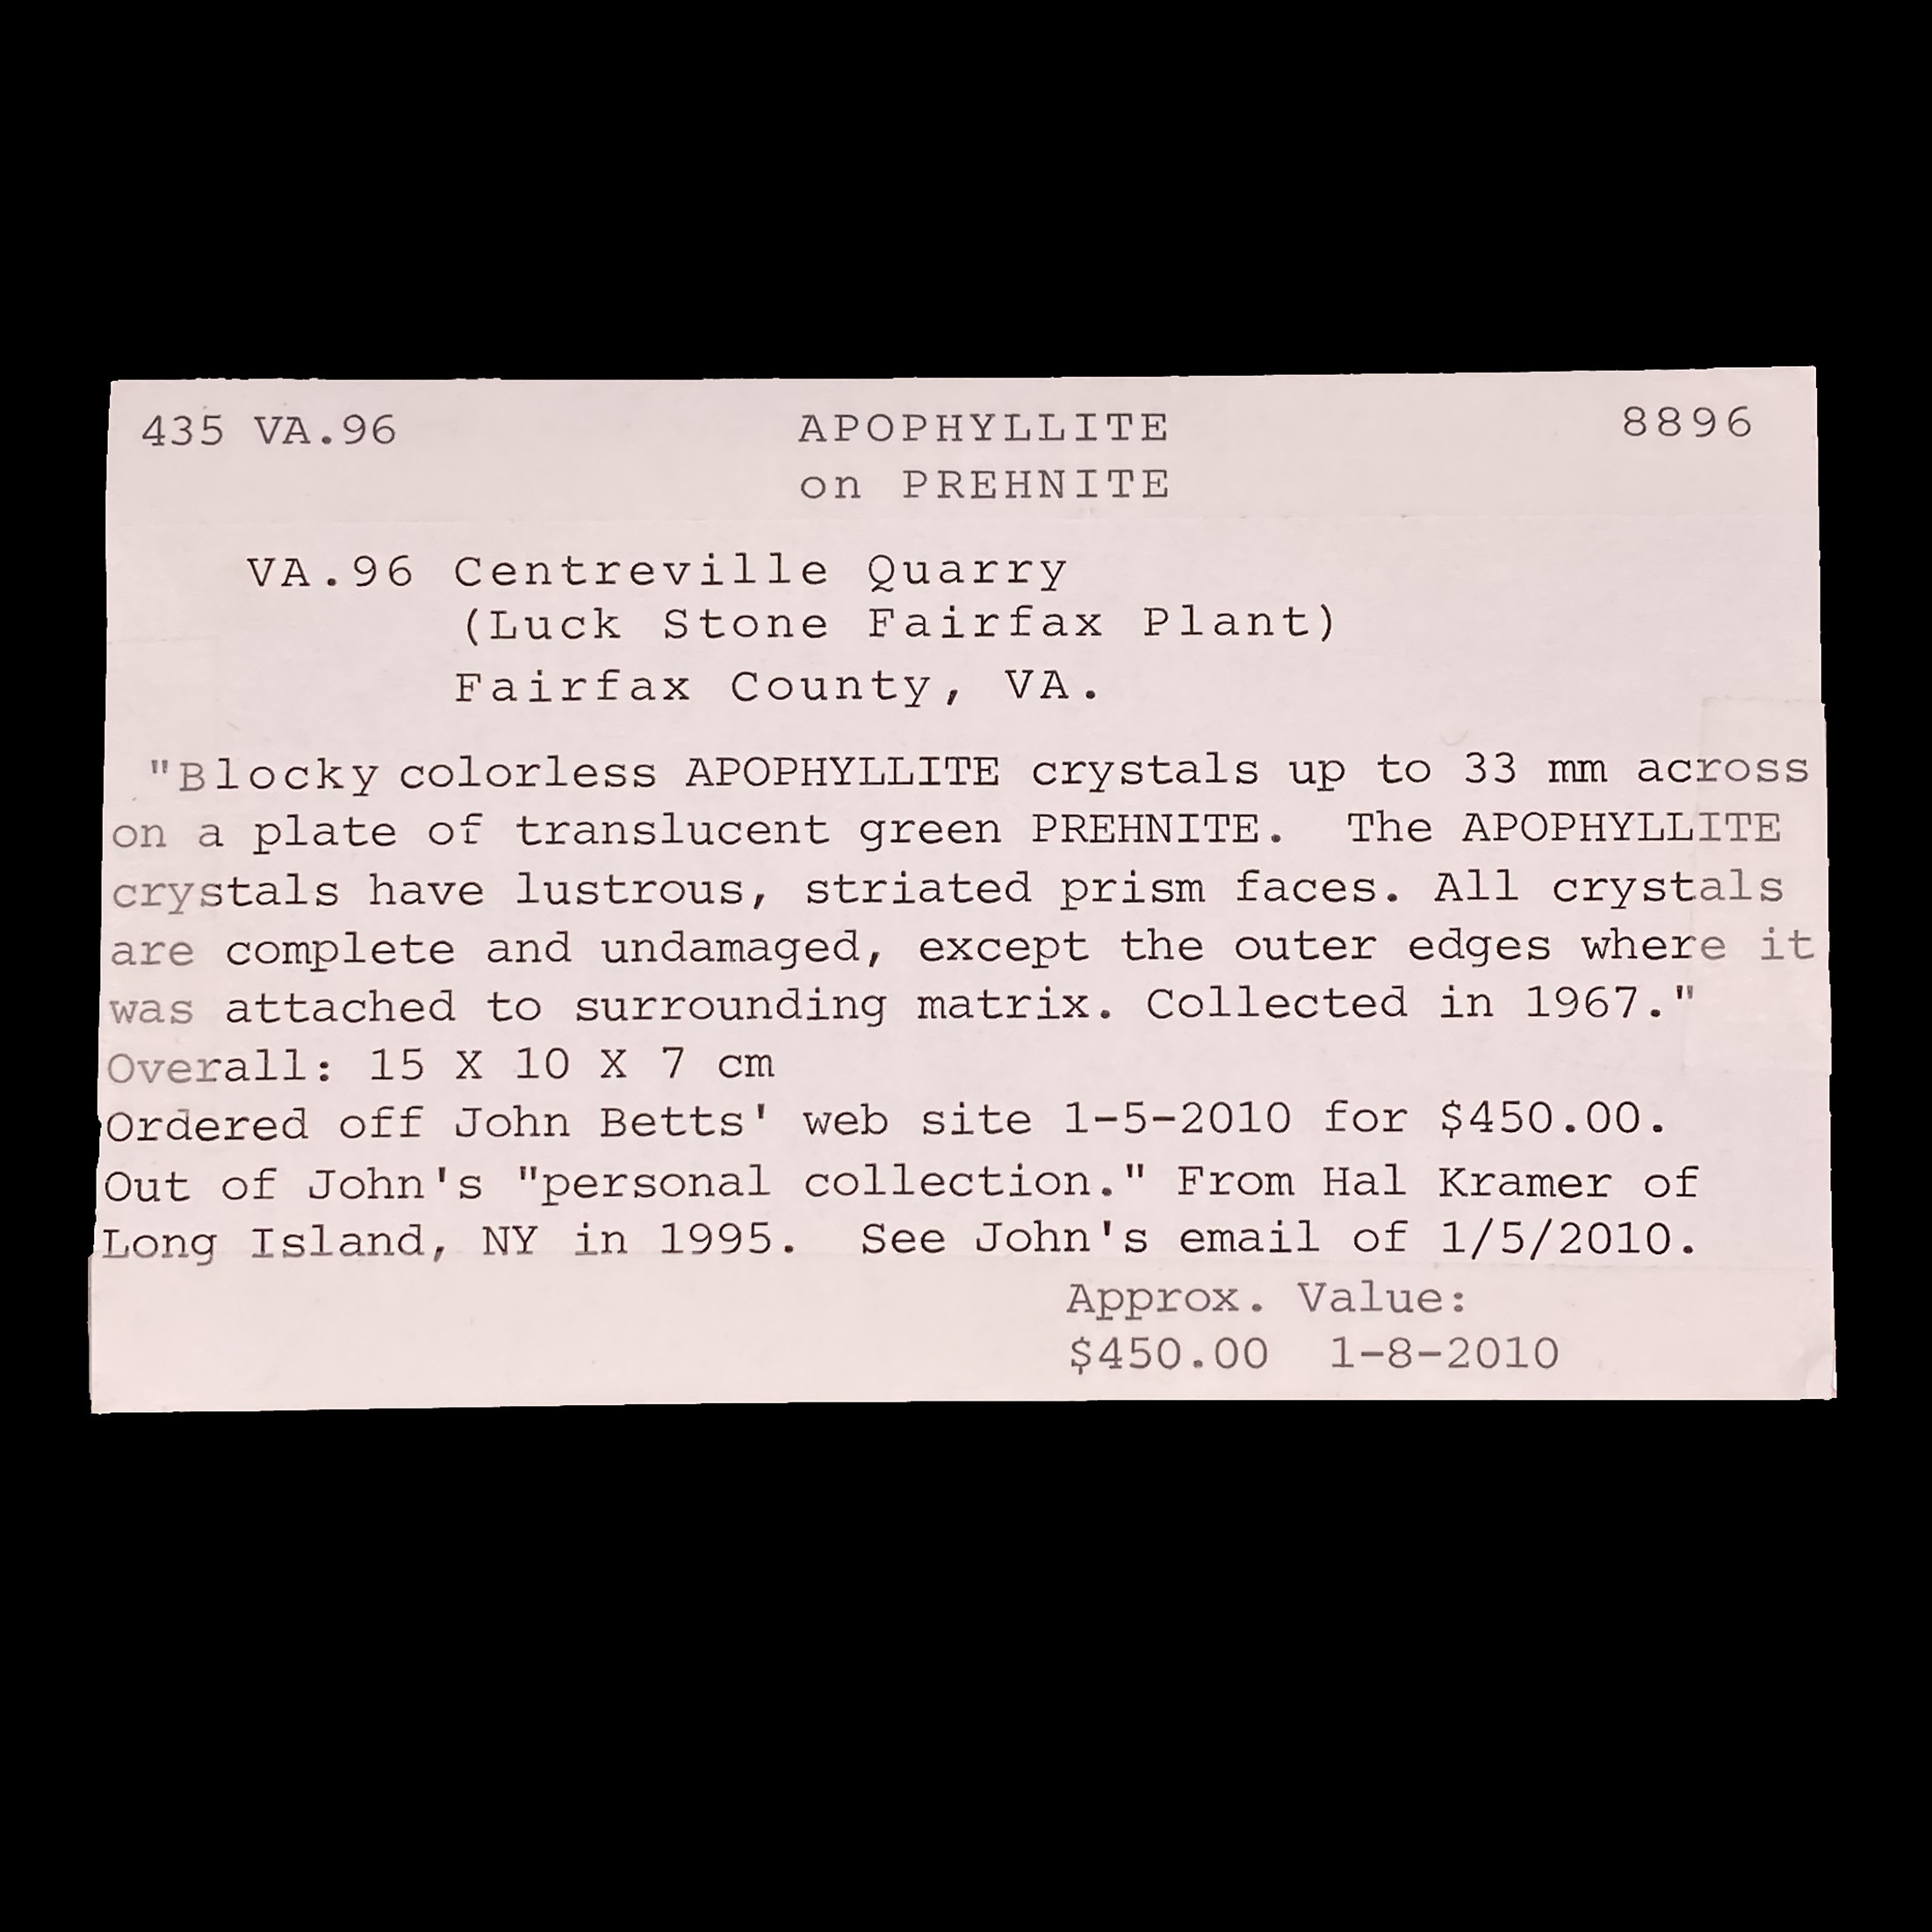 435 VA.96 APOPHYLLITE 8896
on PREHNITE
VA.96 Centreville Quarry
(Luck Stone Fairfax Plant)
Fairfax County, VA.
"Blocky colorless APOPHYLLITE crystals up to 33 mm across
on a plate of translucent green PREHNITE. The APOPHYLLITE
crystals have lustrous, striated prism faces. All crystals
are complete and undamaged, except the outer edges where it
was attached to surrounding matrix. Collected in 1967."
Overall: 15 X 10 X 7 cm
Ordered off John Betts' web site 1-5-2010 for $450.00.
Out of John's "personal collection." From Hal Kramer of
Long Island, NY in 1995. See John's email of 1/5/2010.
Approx. Value:
$450.00 1-8-2010